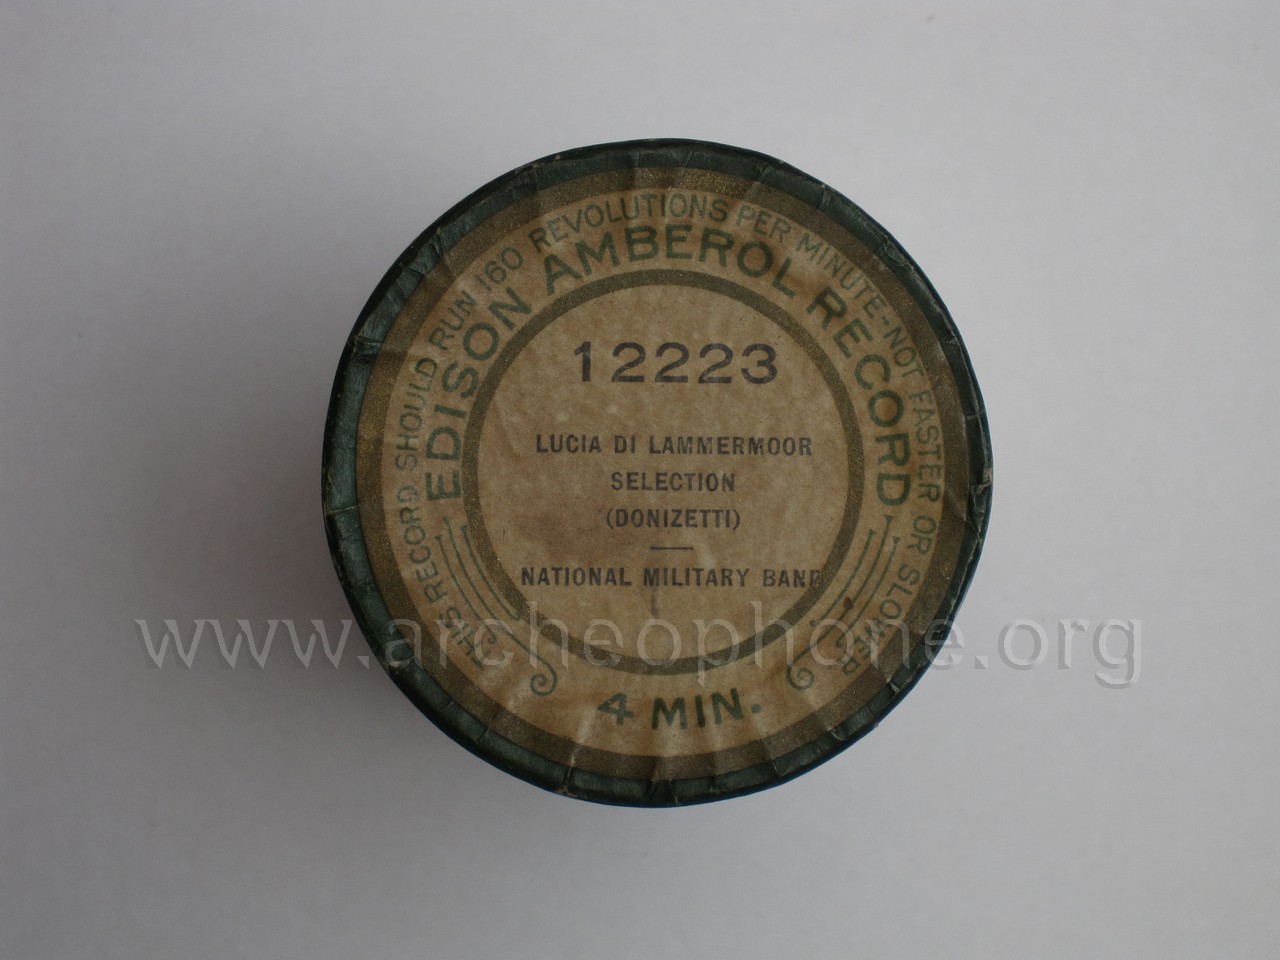 THIS RECORD SHOULD RUN 160 REVOLUTIONS PER MINUTE-NOT FASTER OR SLOWER
EDISON AMBEROL RECORD
12223
LUCIA DI LAMMERMOOR
SELECTION
(DONIZETTI)
NATIONAL MILITARY BAND
www.archeophone.org
4 MIN.